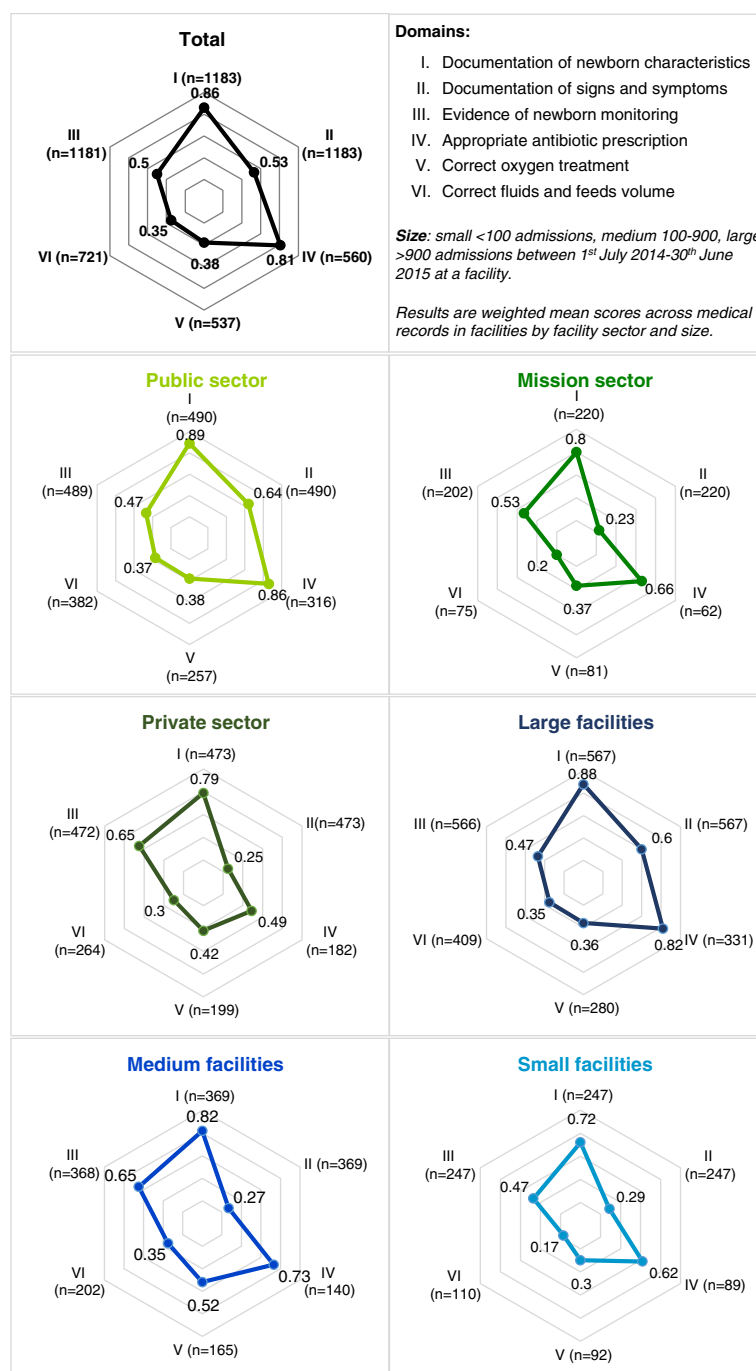 Total
I (n=1183)
0.86
III
(n=1181)
II
(n=1183)
0.5
0.53
0.35
VI (n=721)
0.38
0.81
IV (n=560)
V (n=537)
Domains:
I. Documentation of newborn characteristics
II. Documentation of signs and symptoms
III. Evidence of newborn monitoring
IV. Appropriate antibiotic prescription
V. Correct oxygen treatment
VI. Correct fluids and feeds volume
Size: small <100 admissions, medium 100-900, large
>900 admissions between 1st July 2014-30th June
2015 at a facility.
Results are weighted mean scores across medical
records in facilities by facility sector and size.
Public sector
I
(n=490)
0.89
III
(n=489)
II
(n=490)
0.47
0.64
0.37
VI
(n=382)
0.38
0.86
IV
(n=316)
V
(n=257)
Mission sector
I
(n=220)
0.8
III
(n=202)
II
(n=220)
0.53
0.23
0.2
VI
(n=75)
0.37
0.66
IV
(n=62)
V (n=81)
Private sector
I (n=473)
0.79
III
(n=472)
II(n=473)
0.65
0.25
0.3
VI
(n=264)
0.42
0.49
IV
(n=182)
V (n=199)
Large facilities
I (n=567)
0.88
III (n=566)
II (n=567)
0.47
0.6
0.35
VI (n=409)
0.36
0.82
IV (n=331)
V (n=280)
Medium facilities
I (n=369)
0.82
III
(n=368)
II (n=369)
0.65
0.27
0.35
VI
(n=202)
0.52
0.73
IV
(n=140)
V (n=165)
Small facilities
I (n=247)
0.72
III
(n=247)
II
(n=247)
0.47
0.29
0.17
VI
(n=110)
0.3
0.62
IV (n=89)
V (n=92)